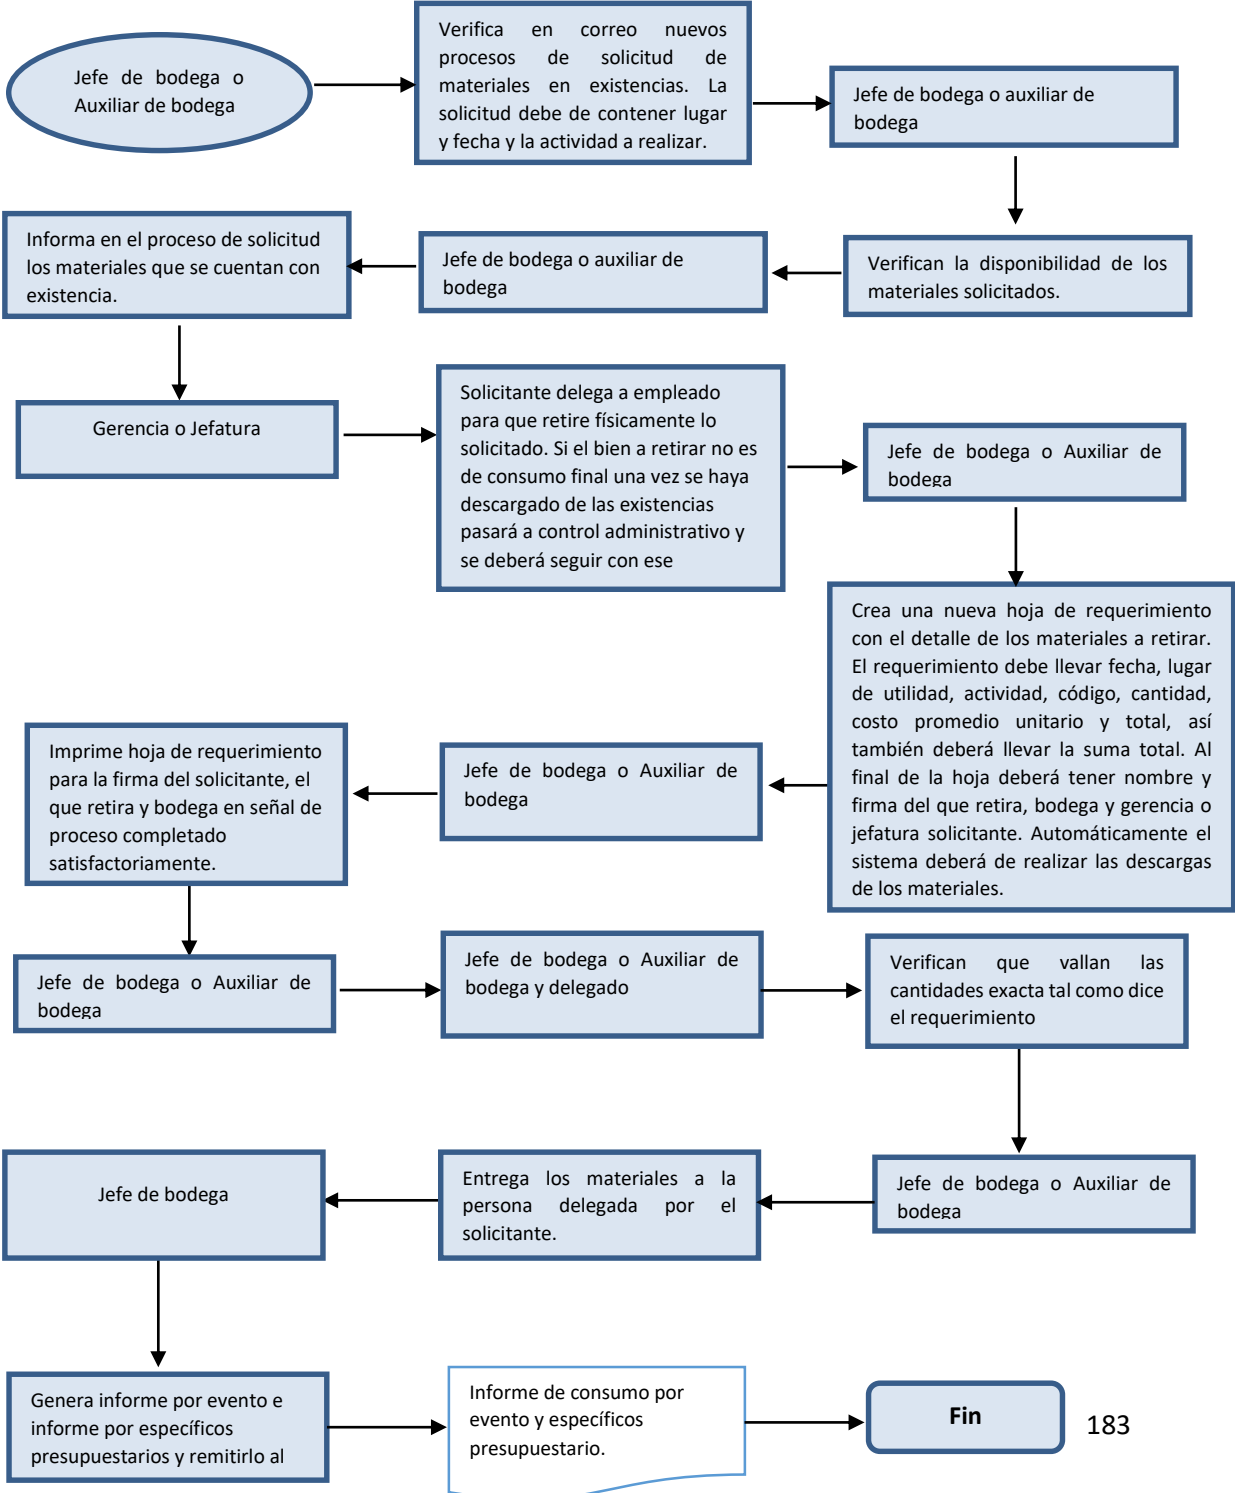 Jefe de bodega o
Auxiliar de bodega
Verifica en correo nuevos
procesos de solicitud de
materiales en existencias. La
solicitud debe de contener lugar
y fecha y la actividad a realizar.
Jefe de bodega o auxiliar de
bodega
Verifican la disponibilidad de los
materiales solicitados.
Jefe de bodega o auxiliar de
bodega
Informa en el proceso de solicitud
los materiales que se cuentan con
existencia.
Gerencia o Jefatura
Solicitante delega a empleado
para que retire físicamente lo
solicitado. Si el bien a retirar no es
de consumo final una vez se haya
descargado de las existencias
pasará a control administrativo y
se deberá seguir con ese
Jefe de bodega o Auxiliar de
bodega
Crea una nueva hoja de requerimiento
con el detalle de los materiales a retirar.
El requerimiento debe llevar fecha, lugar
de utilidad, actividad, código, cantidad,
costo promedio unitario y total, así
también deberá llevar la suma total. Al
final de la hoja deberá tener nombre y
firma del que retira, bodega y gerencia o
jefatura solicitante. Automáticamente el
sistema deberá de realizar las descargas
de los materiales.
Jefe de bodega o Auxiliar de
bodega
Imprime hoja de requerimiento
para la firma del solicitante, el
que retira y bodega en señal de
proceso completado
satisfactoriamente.
Jefe de bodega o Auxiliar de
bodega
Jefe de bodega o Auxiliar de
bodega y delegado
Verifican que vallan las
cantidades exacta tal como dice
el requerimiento
Jefe de bodega o Auxiliar de
bodega
Entrega los materiales a la
persona delegada por el
solicitante.
Jefe de bodega
Genera informe por evento e
informe por específicos
presupuestarios y remitirlo al
Informe de consumo por
evento y específicos
presupuestario.
Fin
183